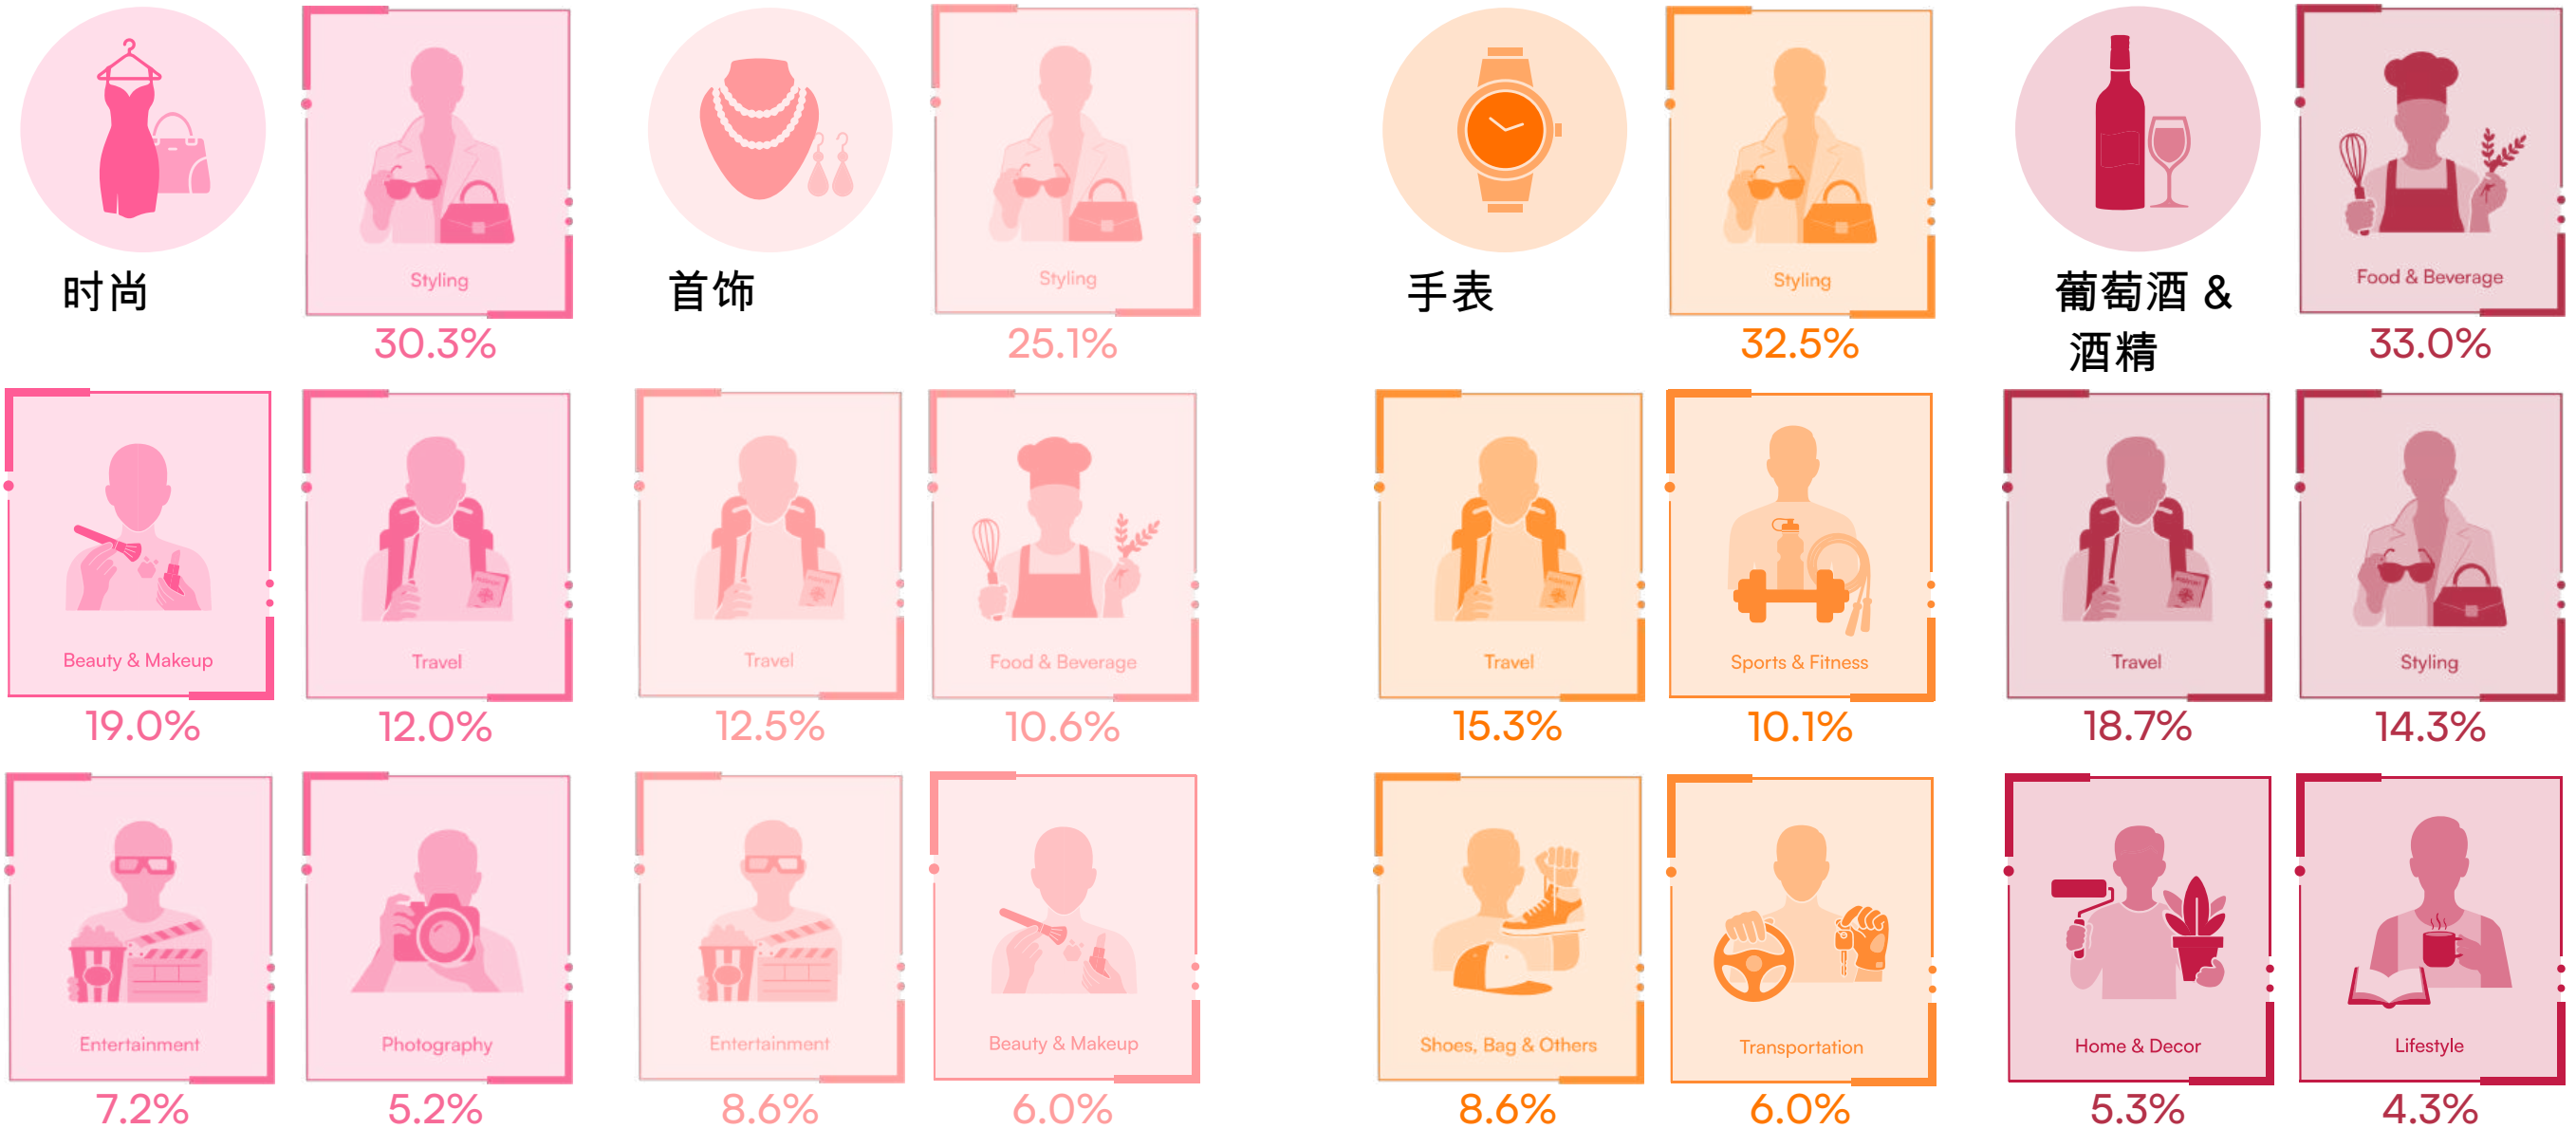 时尚
Styling
30.3%
Beauty & Makeup
19.0%
Travel
12.0%
Entertainment
7.2%
Photography
5.2%
首饰
Styling
25.1%
Travel
12.5%
Food & Beverage
10.6%
Entertainment
8.6%
Beauty & Makeup
6.0%
手表
Styling
32.5%
Travel
15.3%
Sports & Fitness
10.1%
Shoes, Bag & Others
8.6%
Transportation
6.0%
葡萄酒 &
酒精
Food & Beverage
33.0%
Travel
18.7%
Styling
14.3%
Home & Decor
5.3%
Lifestyle
4.3%